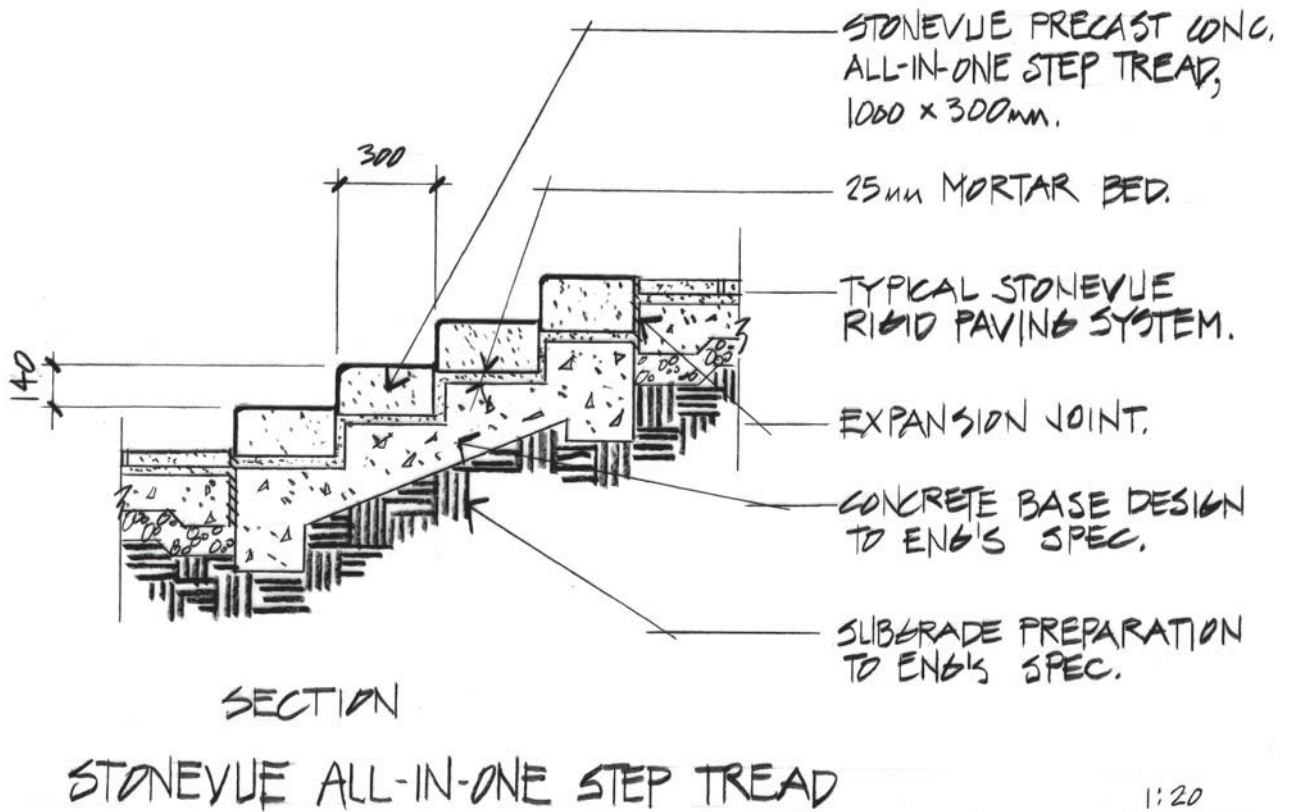 STONEVUE PRECAST CONC.
ALL-IN-ONE STEP TREAD,
1000 x 300mm.
300
25mm MORTAR BED.
TYPICAL STONEVUE
RIGID PAVING SYSTEM.
140
EXPANSION JOINT.
CONCRETE BASE DESIGN
TO ENG'S SPEC.
SUBGRADE PREPARATION
TO ENG'S SPEC.
SECTION
STONEVUE ALL-IN-ONE STEP TREAD
1:20